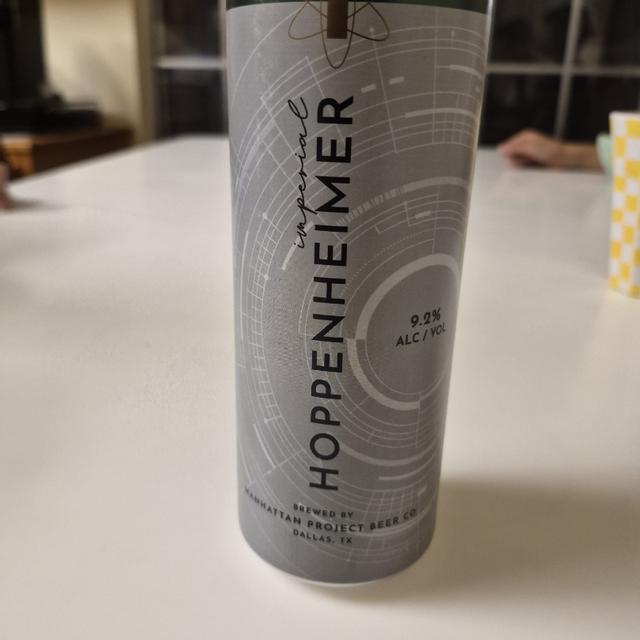 imperial
HOPPENHEIMER
9.2%
ALC / VOL
BREWED BY
MANHATTAN PROJECT BEER CO
DALLAS, TX